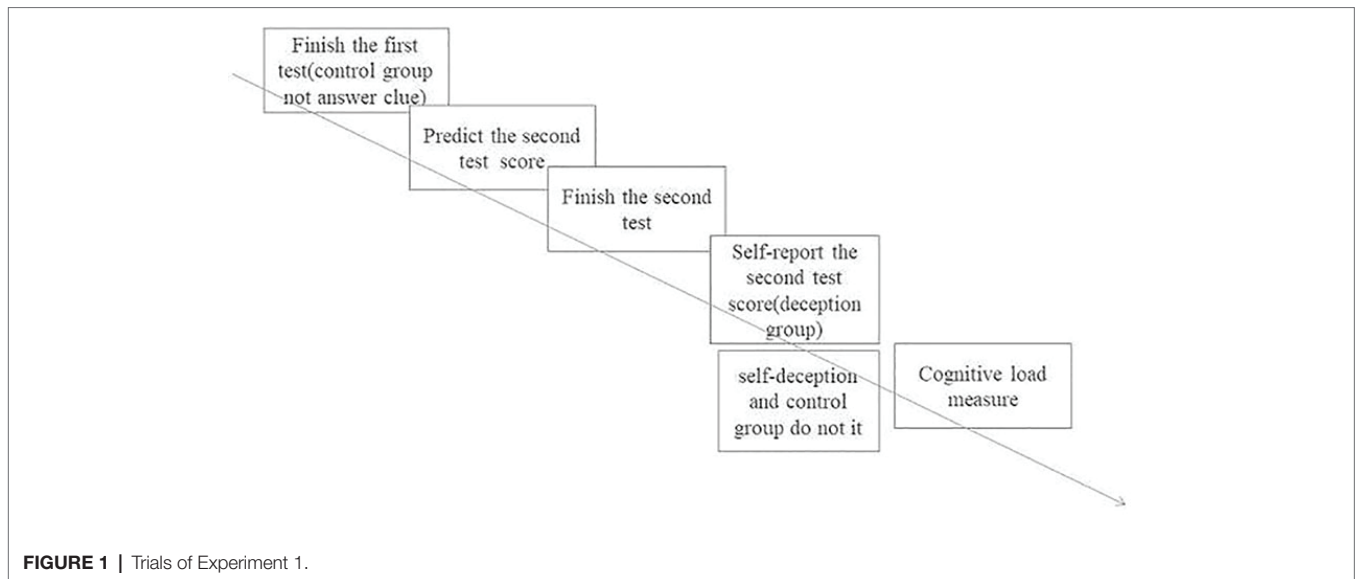 Finish the first
test(control group
not answer clue)
Predict the second
test score
Finish the second
test
Self-report the
second test
score(deception
group)
self-deception
and control
group do not it
Cognitive load
measure
FIGURE 1 | Trials of Experiment 1.